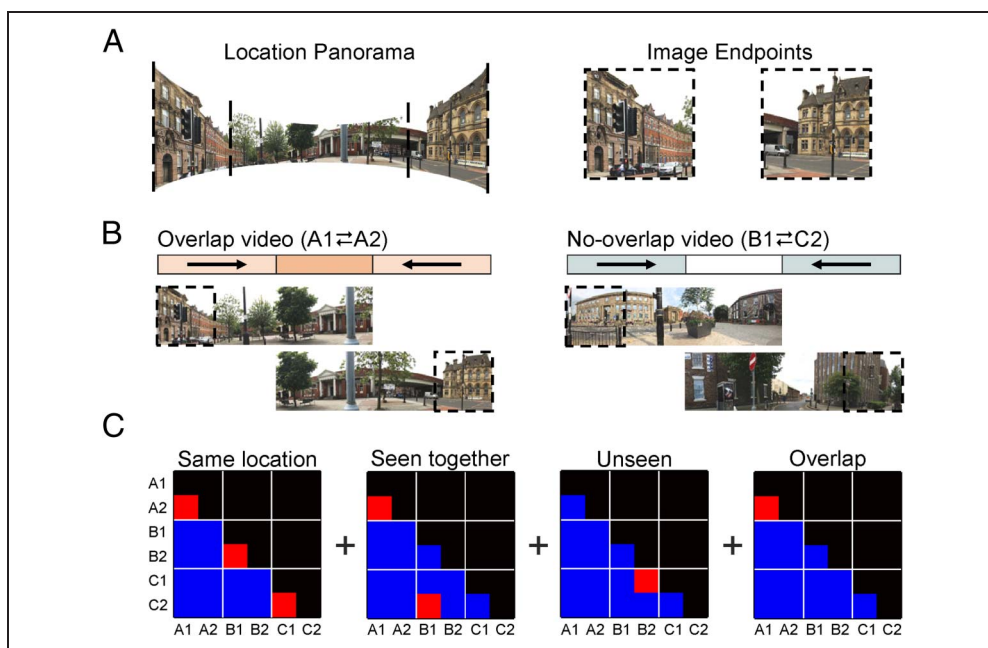 A
Location Panorama
Image Endpoints
B
Overlap video (A1⇄A2)
No-overlap video (B1⇄C2)
C
Same location
Seen together
Unseen
Overlap
A1
A2
B1
B2
C1
C2
+
+
+
A1 A2 B1 B2 C1 C2
A1 A2 B1 B2 C1 C2
A1 A2 B1 B2 C1 C2
A1 A2 B1 B2 C1 C2